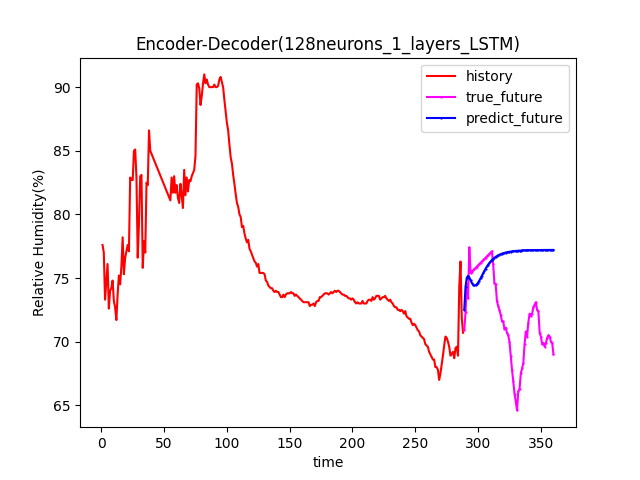 Encoder-Decoder(128neurons_1_layers_LSTM)
history
true_future
predict_future
Relative Humidity(%)
90
85
80
75
70
65
0 50 100 150 200 250 300 350
time